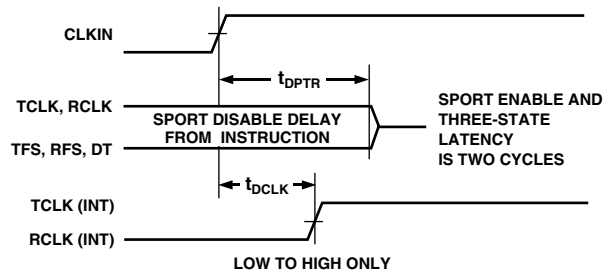 CLKIN
tDPTR
TCLK, RCLK
SPORT DISABLE DELAY
FROM INSTRUCTION
TFS, RFS, DT
SPORT ENABLE AND
THREE-STATE
LATENCY
IS TWO CYCLES
tDCLK
TCLK (INT)
RCLK (INT)
LOW TO HIGH ONLY